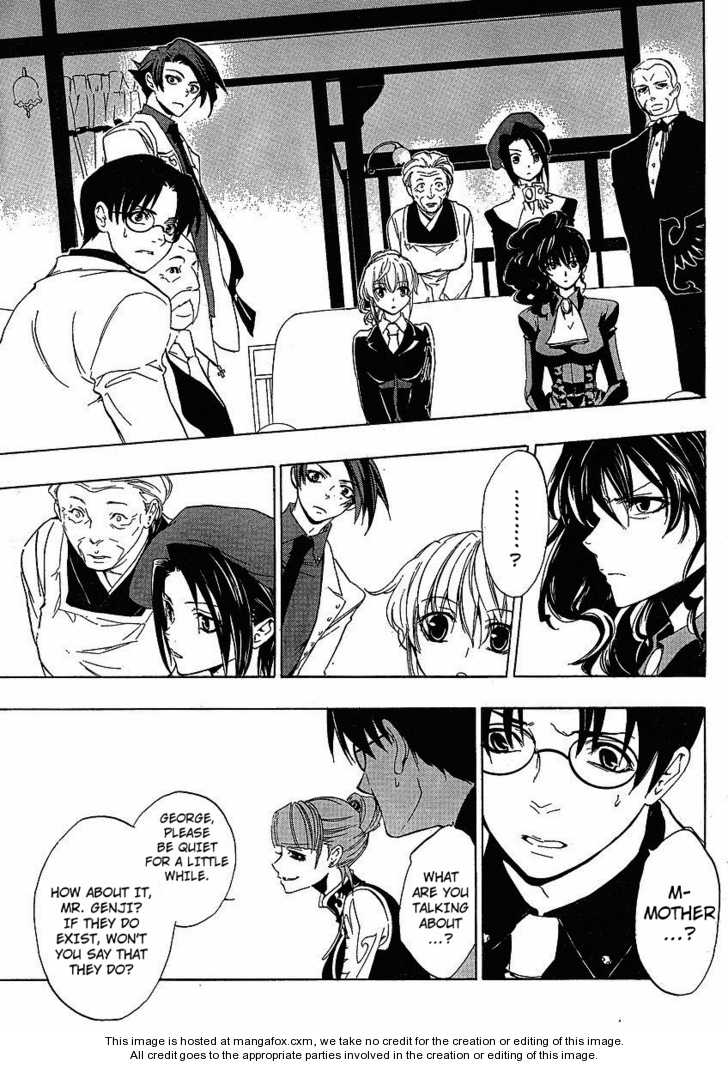 .........
?
M-
MOTHER
...?
WHAT
ARE YOU
TALKING
ABOUT
...?
GEORGE,
PLEASE
BE QUIET
FOR A LITTLE
WHILE.
HOW ABOUT IT,
MR. GENJI?
IF THEY DO
EXIST, WON'T
YOU SAY THAT
THEY DO?
This image is hosted at mangafox.cxm, we take no credit for the creation or editing of this image.
All credit goes to the appropriate parties involved in the creation or editing of this image.